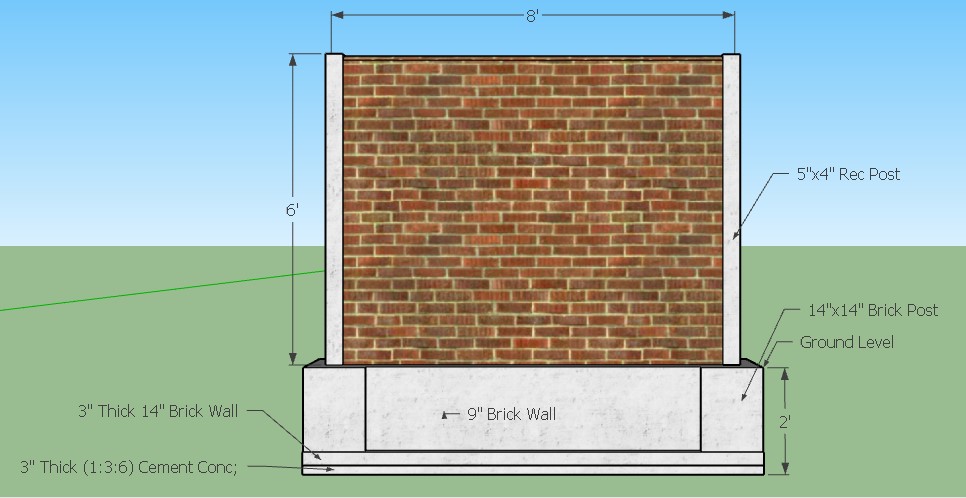 8'
6'
5"x4" Rec Post
14"x14" Brick Post
Ground Level
3" Thick 14" Brick Wall
9" Brick Wall
2'
3" Thick (1:3:6) Cement Conc;